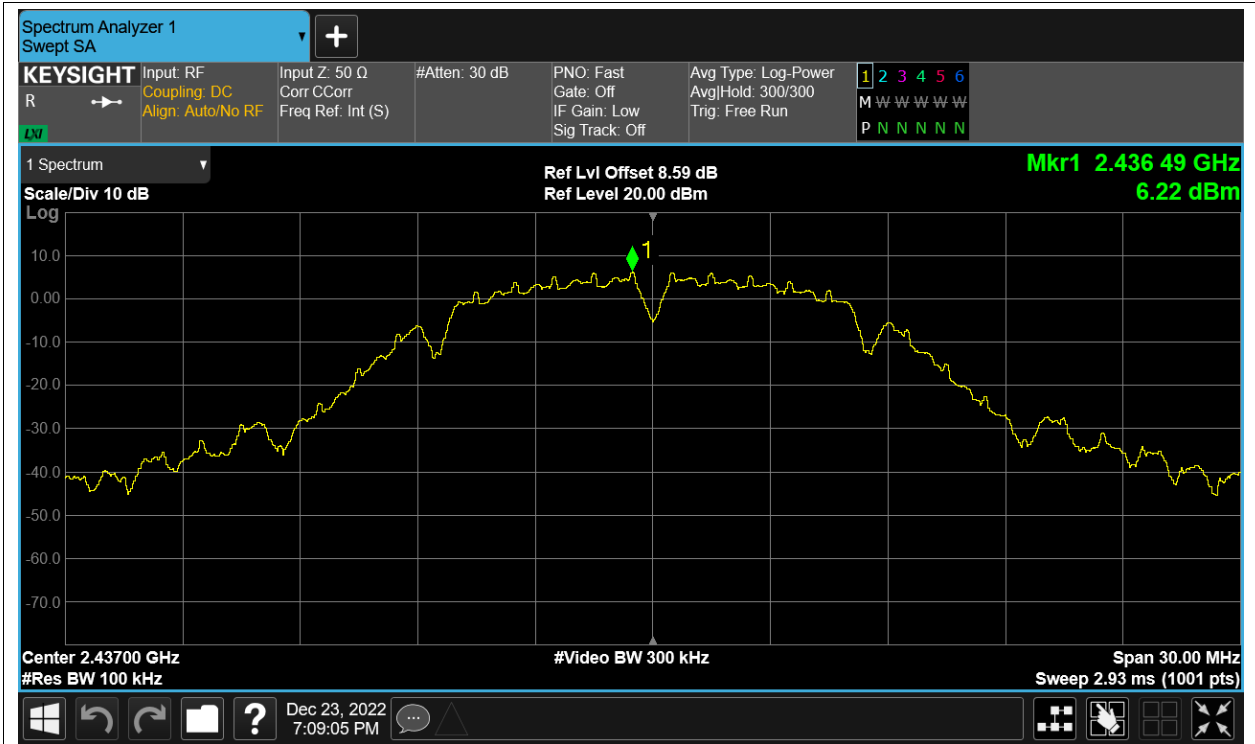 Spectrum Analyzer 1
Swept SA
+
KEYSIGHT
R
LXI
Input: RF
Coupling: DC
Align: Auto/No RF
Input Z: 50 Ω
Corr CCorr
Freq Ref: Int (S)
#Atten: 30 dB
PNO: Fast
Gate: Off
IF Gain: Low
Sig Track: Off
Avg Type: Log-Power
Avg|Hold: 300/300
Trig: Free Run
1 2 3 4 5 6
M W W W W W
P N N N N N
1 Spectrum
Scale/Div 10 dB
Log
Ref Lvl Offset 8.59 dB
Ref Level 20.00 dBm
Mkr1 2.436 49 GHz
6.22 dBm
1
10.0
0.00
-10.0
-20.0
-30.0
-40.0
-50.0
-60.0
-70.0
Center 2.43700 GHz
#Res BW 100 kHz
#Video BW 300 kHz
Span 30.00 MHz
Sweep 2.93 ms (1001 pts)
?
Dec 23, 2022
7:09:05 PM